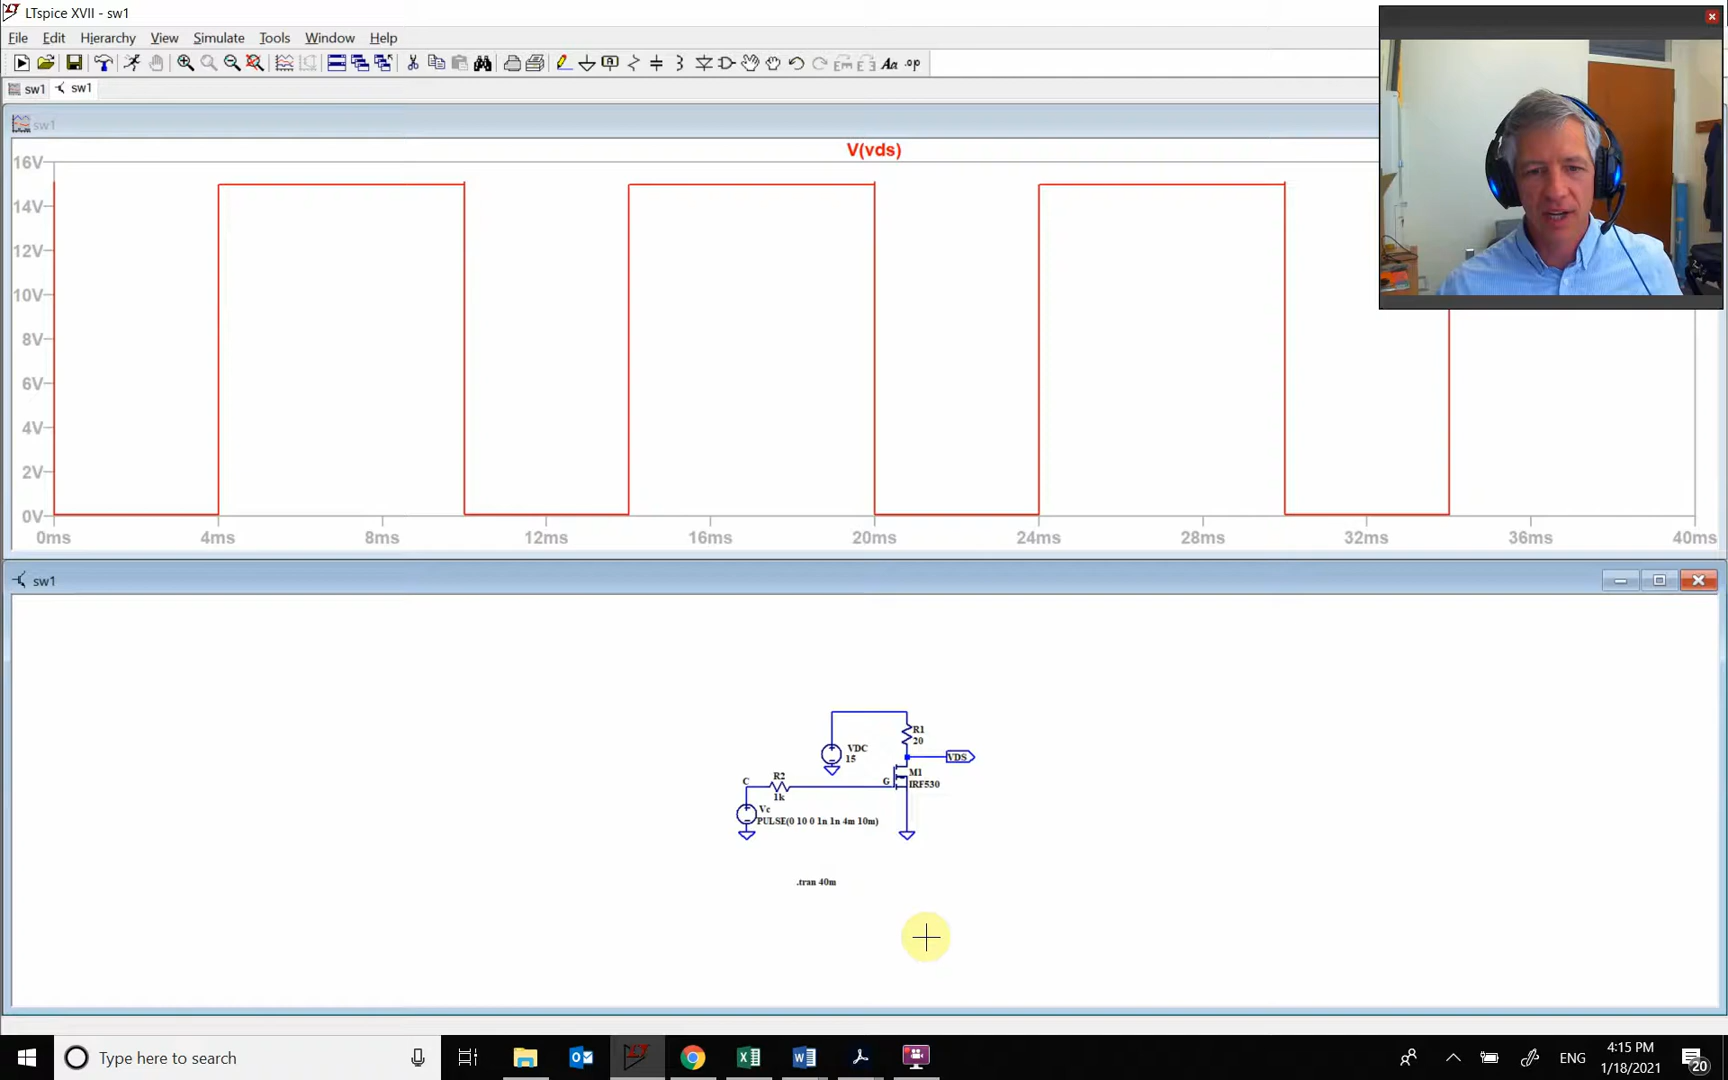 LTspice XVII - sw1
File Edit Hierarchy View Simulate Tools Window Help
sw1 sw1
sw1
V(vds)
16V
14V
12V
10V
8V
6V
4V
2V
0V
0ms 4ms 8ms 12ms 16ms 20ms 24ms 28ms 32ms 36ms 40ms
sw1
R1
20
VDC
15
VDS
M1
IRF530
C R2 G
1k
Vc
PULSE(0 10 0 1n 1n 4m 10m)
.tran 40m
Type here to search
ENG
4:15 PM
1/18/2021
20